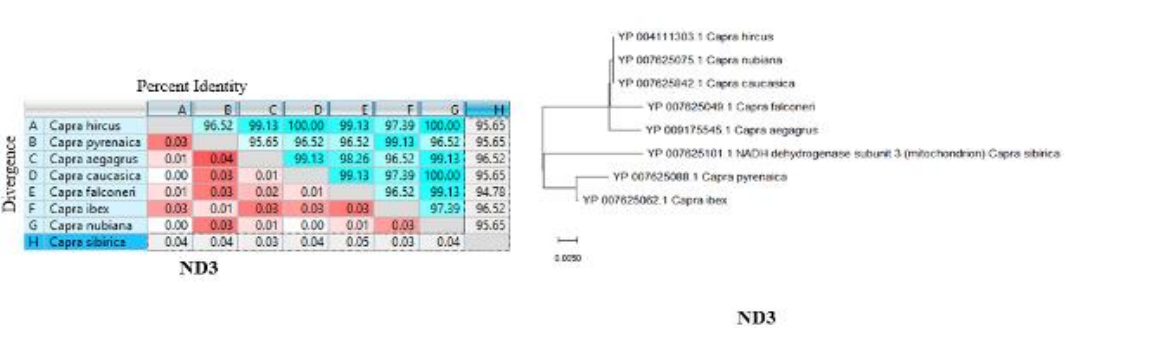 Percent Identity
Divergence
A B C D E F G H
A Capra hircus 96.52 99.13 100.00 99.13 97.39 100.00 95.65
B Capra pyrenaica 0.03 95.65 96.52 96.52 99.13 96.52 95.65
C Capra aegagrus 0.01 0.04 99.13 98.26 96.52 99.13 96.52
D Capra caucasica 0.00 0.03 0.01 99.13 97.39 100.00 95.65
E Capra falconeri 0.01 0.03 0.02 0.01 96.52 99.13 94.78
F Capra ibex 0.03 0.01 0.03 0.03 0.03 97.39 96.52
G Capra nubiana 0.00 0.03 0.01 0.00 0.01 0.03 95.65
H Capra sibirica 0.04 0.04 0.03 0.04 0.05 0.03 0.04
ND3
YP 004111303.1 Capra hircus
YP 007625075.1 Capra nubiana
YP 007625842.1 Capra caucasica
YP 007625049.1 Capra falconeri
YP 009175545.1 Capra aegagrus
YP 007625101.1 NADH dehydrogenase subunit 3 (mitochondrion) Capra sibirica
YP 007625088.1 Capra pyrenaica
YP 007625062.1 Capra ibex
0.0050
ND3